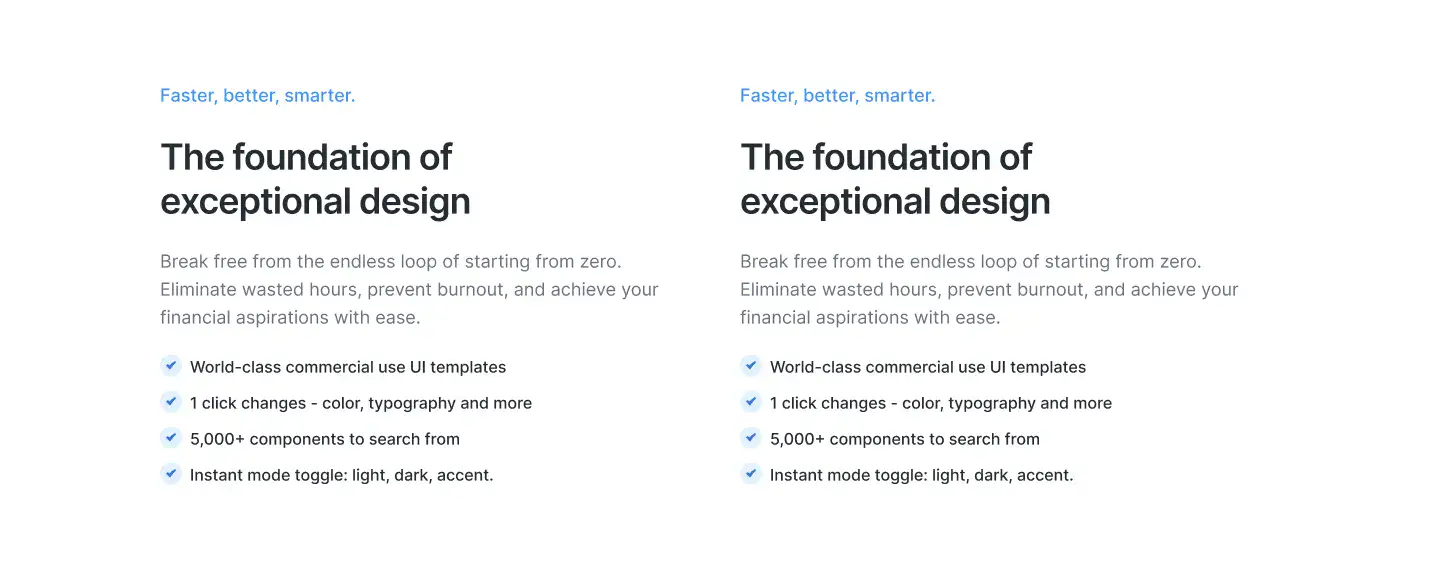 Faster, better, smarter.
The foundation of
exceptional design
Break free from the endless loop of starting from zero.
Eliminate wasted hours, prevent burnout, and achieve your
financial aspirations with ease.
World-class commercial use UI templates
1 click changes - color, typography and more
5,000+ components to search from
Instant mode toggle: light, dark, accent.
Faster, better, smarter.
The foundation of
exceptional design
Break free from the endless loop of starting from zero.
Eliminate wasted hours, prevent burnout, and achieve your
financial aspirations with ease.
World-class commercial use UI templates
1 click changes - color, typography and more
5,000+ components to search from
Instant mode toggle: light, dark, accent.